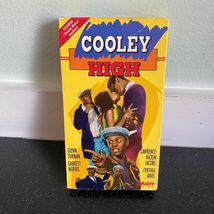 COOLEY
HIGH
GLYNN
TURMAN
GARRETT
MORRIS
LAWRENCE-
HILTON
JACOBS
CYNTHIA
DAVIS